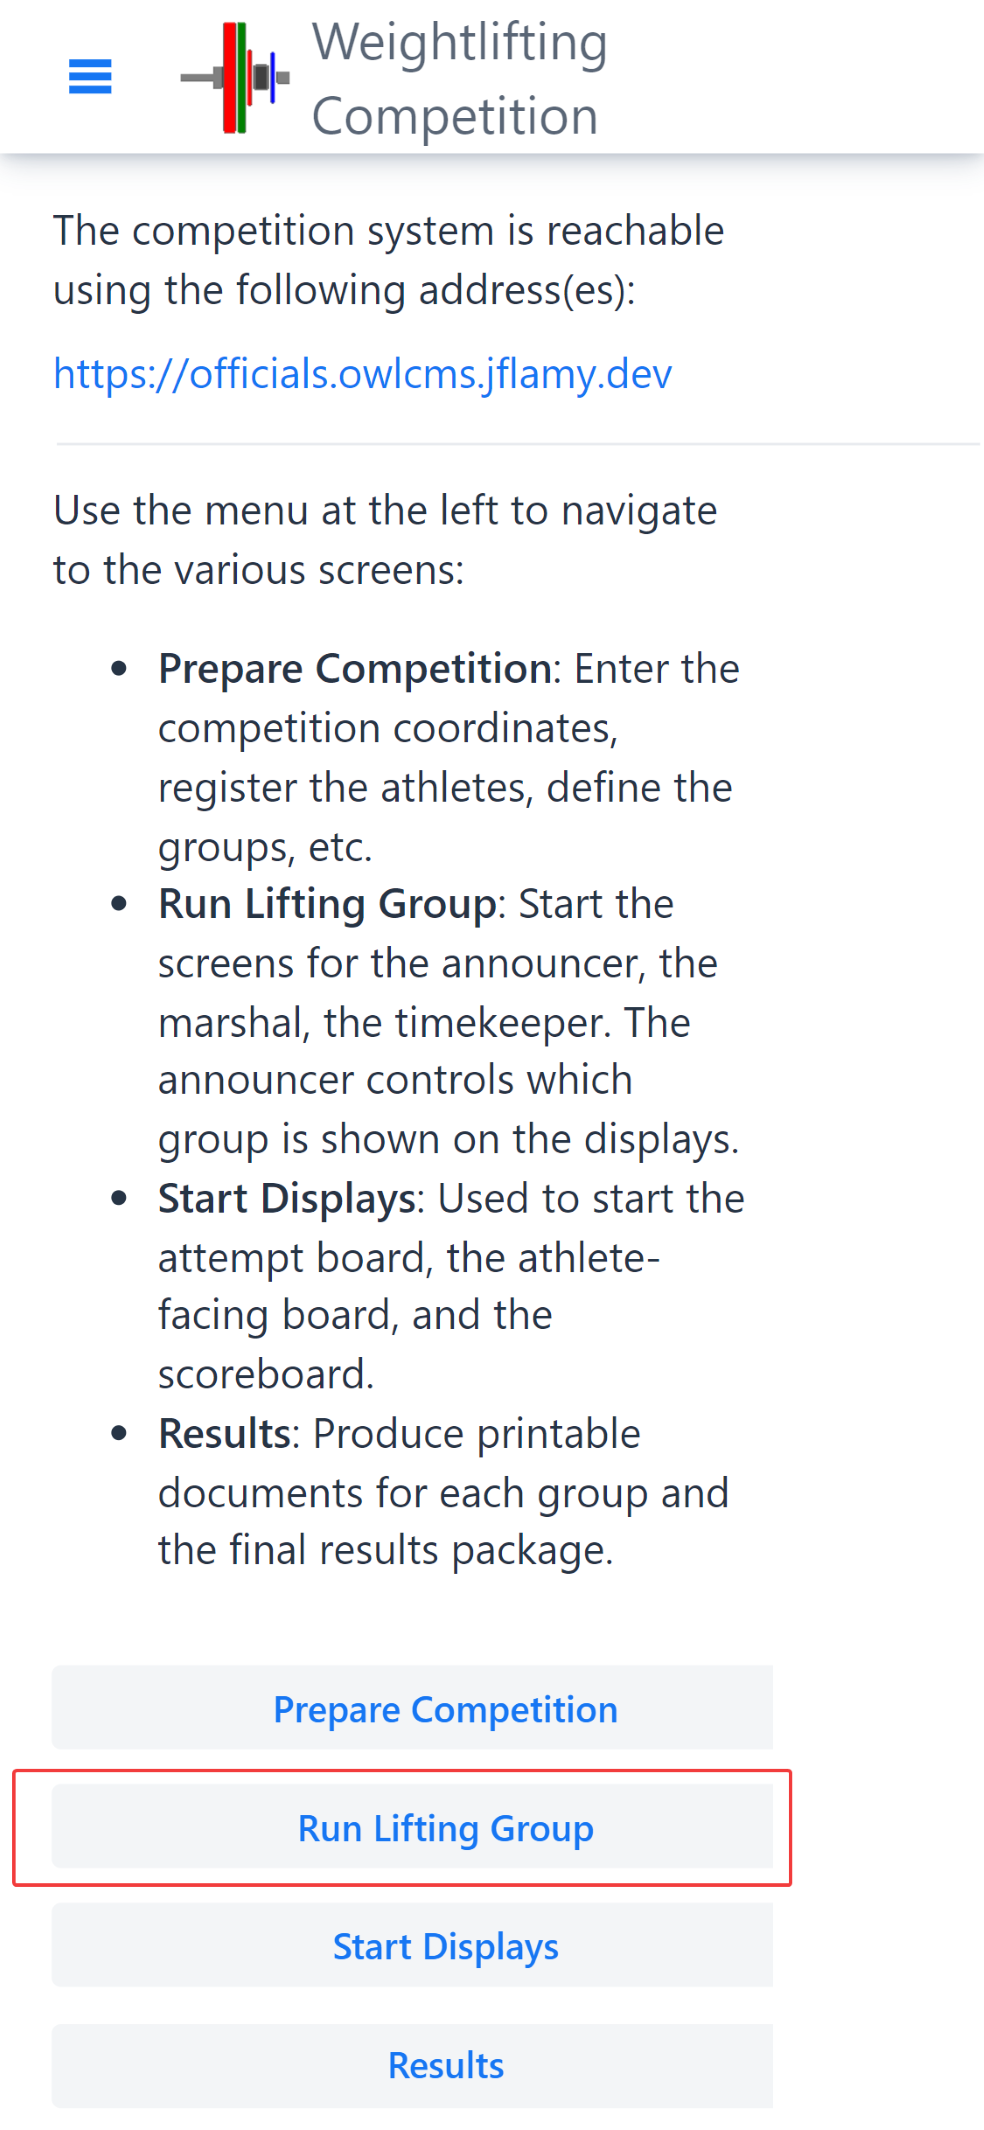 Weightlifting
Competition
The competition system is reachable
using the following address(es):
https://officials.owlcms.jflamy.dev
Use the menu at the left to navigate
to the various screens:
• Prepare Competition: Enter the
competition coordinates,
register the athletes, define the
groups, etc.
• Run Lifting Group: Start the
screens for the announcer, the
marshal, the timekeeper. The
announcer controls which
group is shown on the displays.
• Start Displays: Used to start the
attempt board, the athlete-
facing board, and the
scoreboard.
• Results: Produce printable
documents for each group and
the final results package.
Prepare Competition
Run Lifting Group
Start Displays
Results